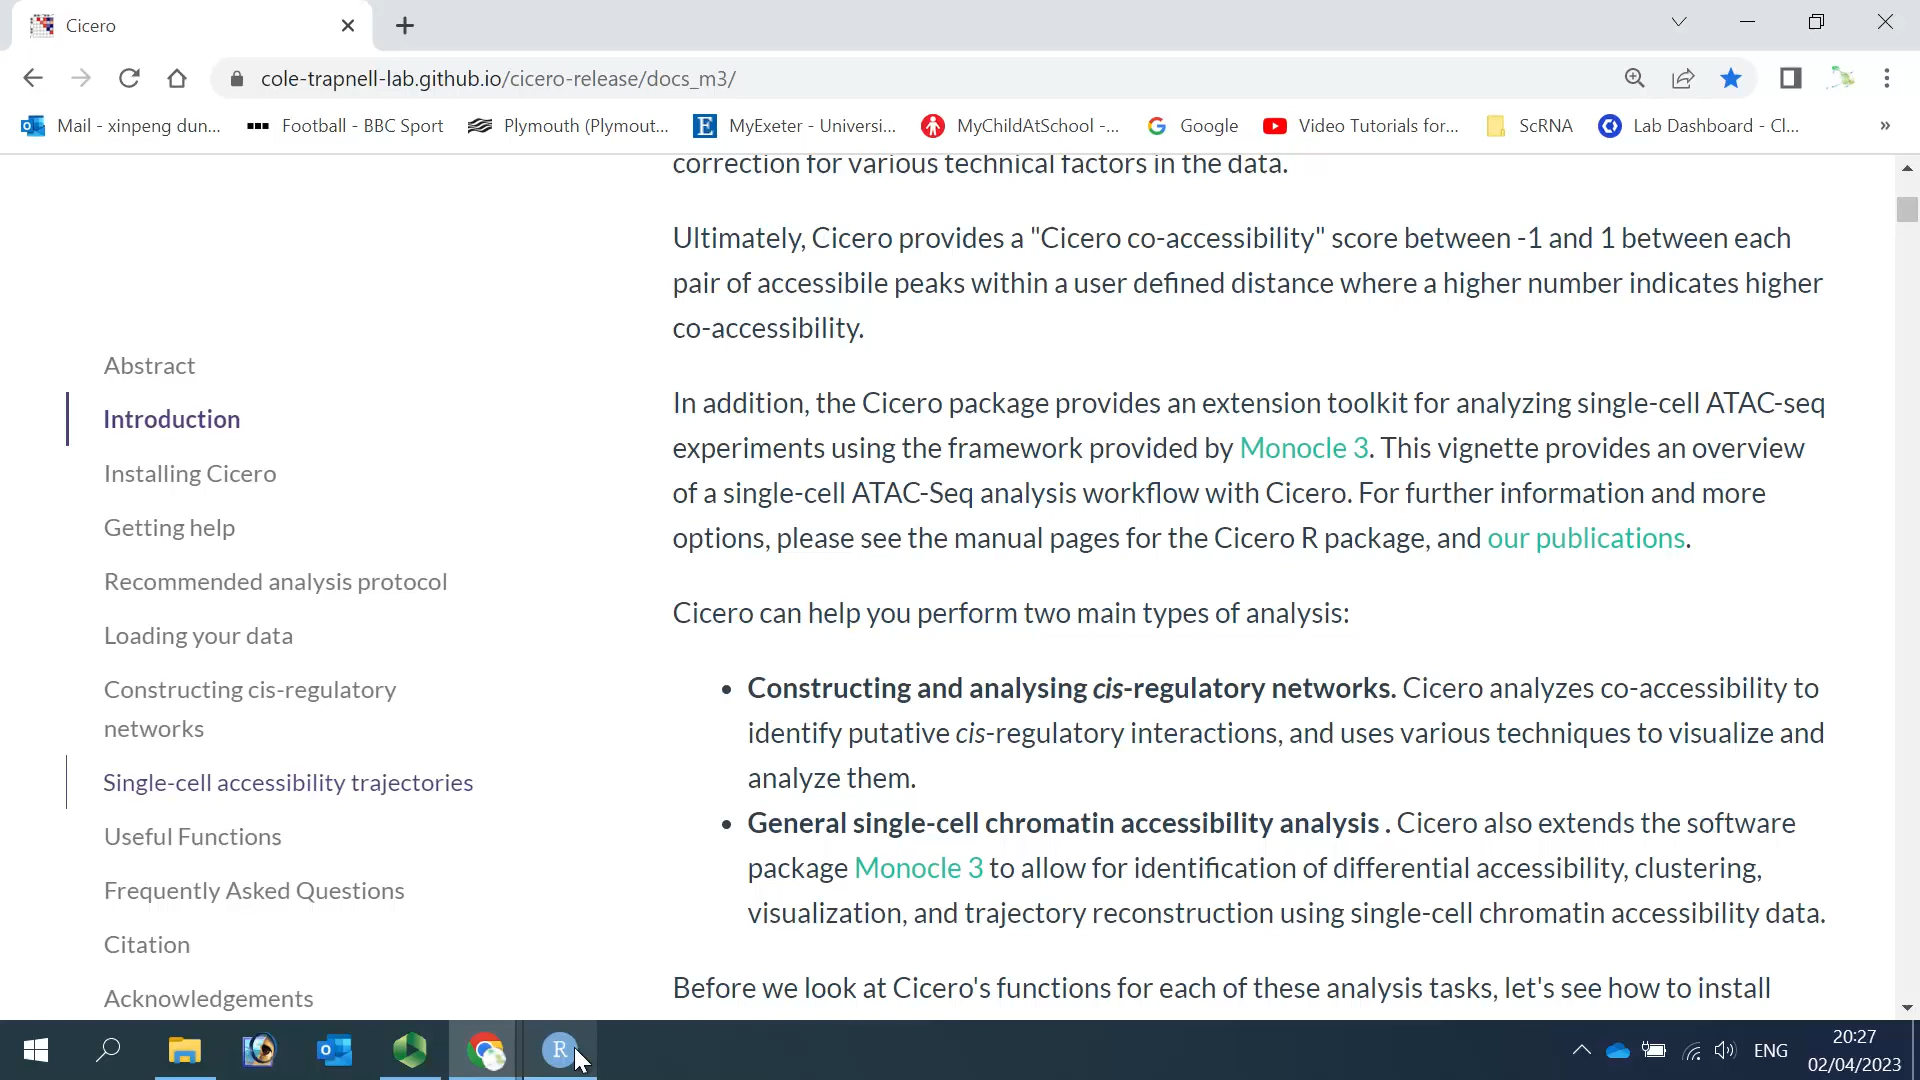 Cicero
cole-trapnell-lab.github.io/cicero-release/docs_m3/
Mail - xinpeng dun...
Football - BBC Sport
Plymouth (Plymout...
E
MyExeter - Universi...
MyChildAtSchool -...
Google
Video Tutorials for...
ScRNA
Lab Dashboard - Cl...
»
correction for various technical factors in the data.
Ultimately, Cicero provides a "Cicero co-accessibility" score between -1 and 1 between each
pair of accessibile peaks within a user defined distance where a higher number indicates higher
co-accessibility.
In addition, the Cicero package provides an extension toolkit for analyzing single-cell ATAC-seq
experiments using the framework provided by Monocle 3. This vignette provides an overview
of a single-cell ATAC-Seq analysis workflow with Cicero. For further information and more
options, please see the manual pages for the Cicero R package, and our publications.
Cicero can help you perform two main types of analysis:
• Constructing and analysing cis-regulatory networks. Cicero analyzes co-accessibility to
identify putative cis-regulatory interactions, and uses various techniques to visualize and
analyze them.
• General single-cell chromatin accessibility analysis . Cicero also extends the software
package Monocle 3 to allow for identification of differential accessibility, clustering,
visualization, and trajectory reconstruction using single-cell chromatin accessibility data.
Before we look at Cicero's functions for each of these analysis tasks, let's see how to install
Abstract
Introduction
Installing Cicero
Getting help
Recommended analysis protocol
Loading your data
Constructing cis-regulatory
networks
Single-cell accessibility trajectories
Useful Functions
Frequently Asked Questions
Citation
Acknowledgements
R
ENG
20:27
02/04/2023